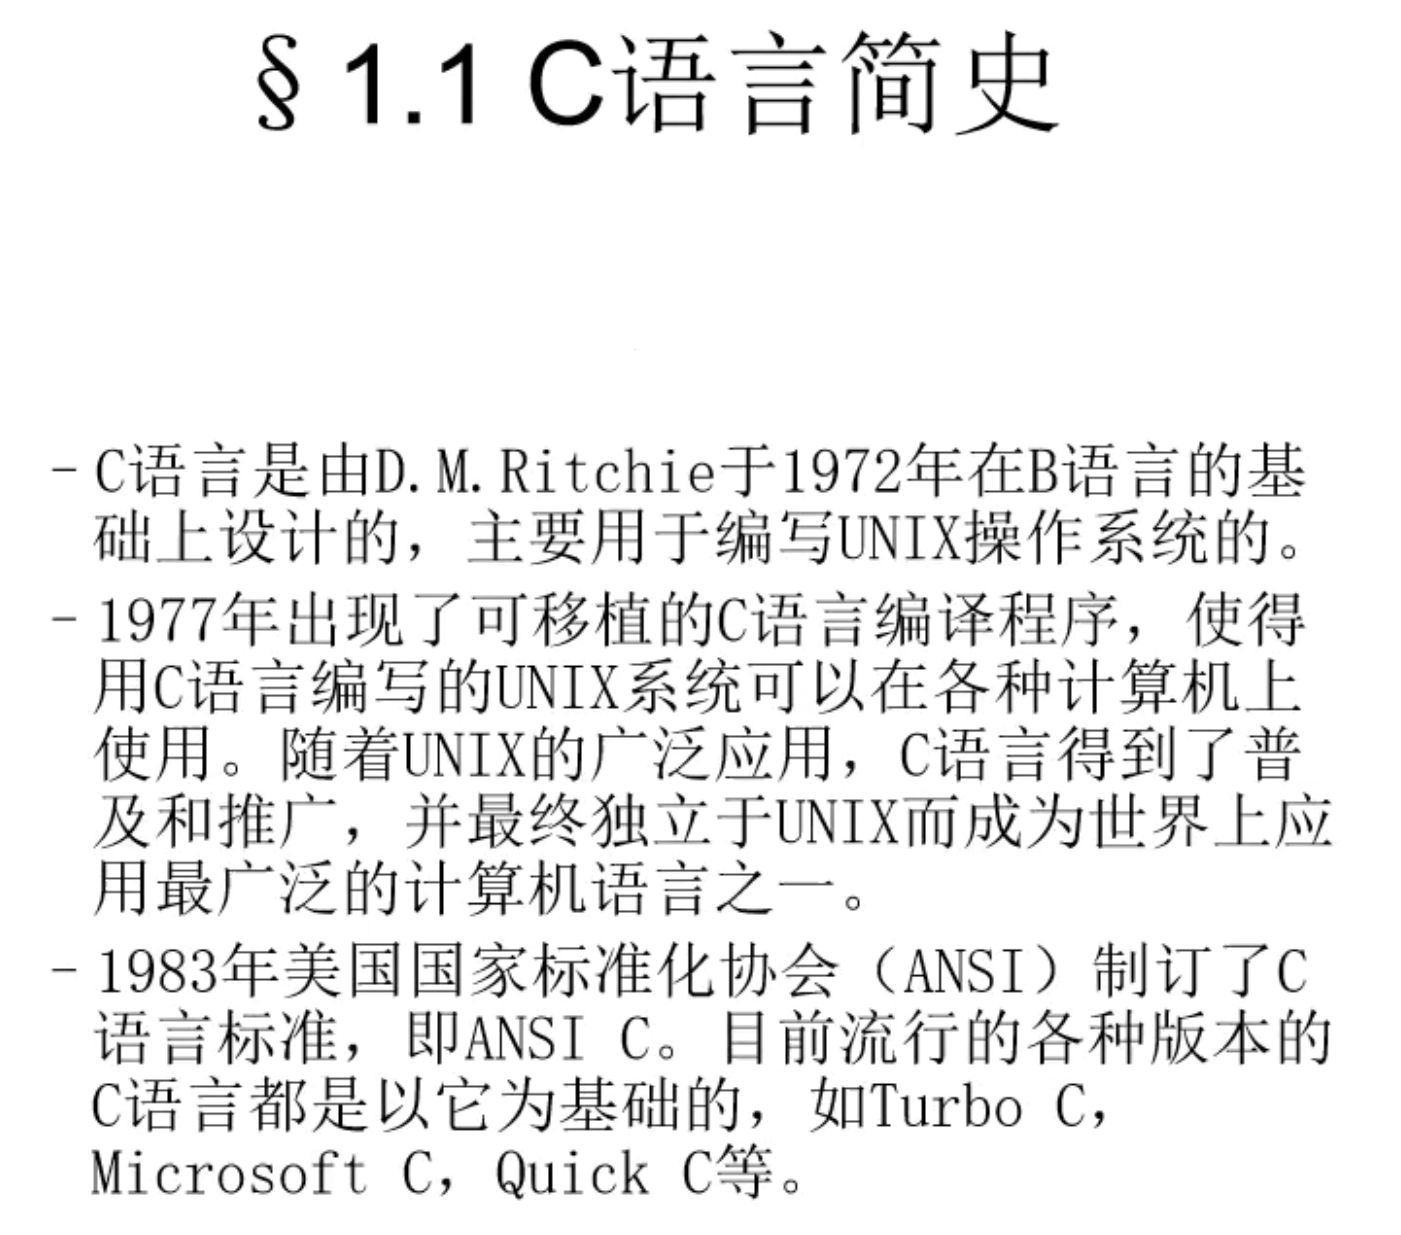 § 1.1 C语言简史
– C语言是由D.M.Ritchie于1972年在B语言的基
础上设计的，主要用于编写UNIX操作系统的。
– 1977年出现了可移植的C语言编译程序，使得
用C语言编写的UNIX系统可以在各种计算机上
使用。随着UNIX的广泛应用，C语言得到了普
及和推广，并最终独立于UNIX而成为世界上应
用最广泛的计算机语言之一。
– 1983年美国国家标准化协会（ANSI）制订了C
语言标准，即ANSI C。目前流行的各种版本的
C语言都是以它为基础的，如Turbo C，
Microsoft C，Quick C等。